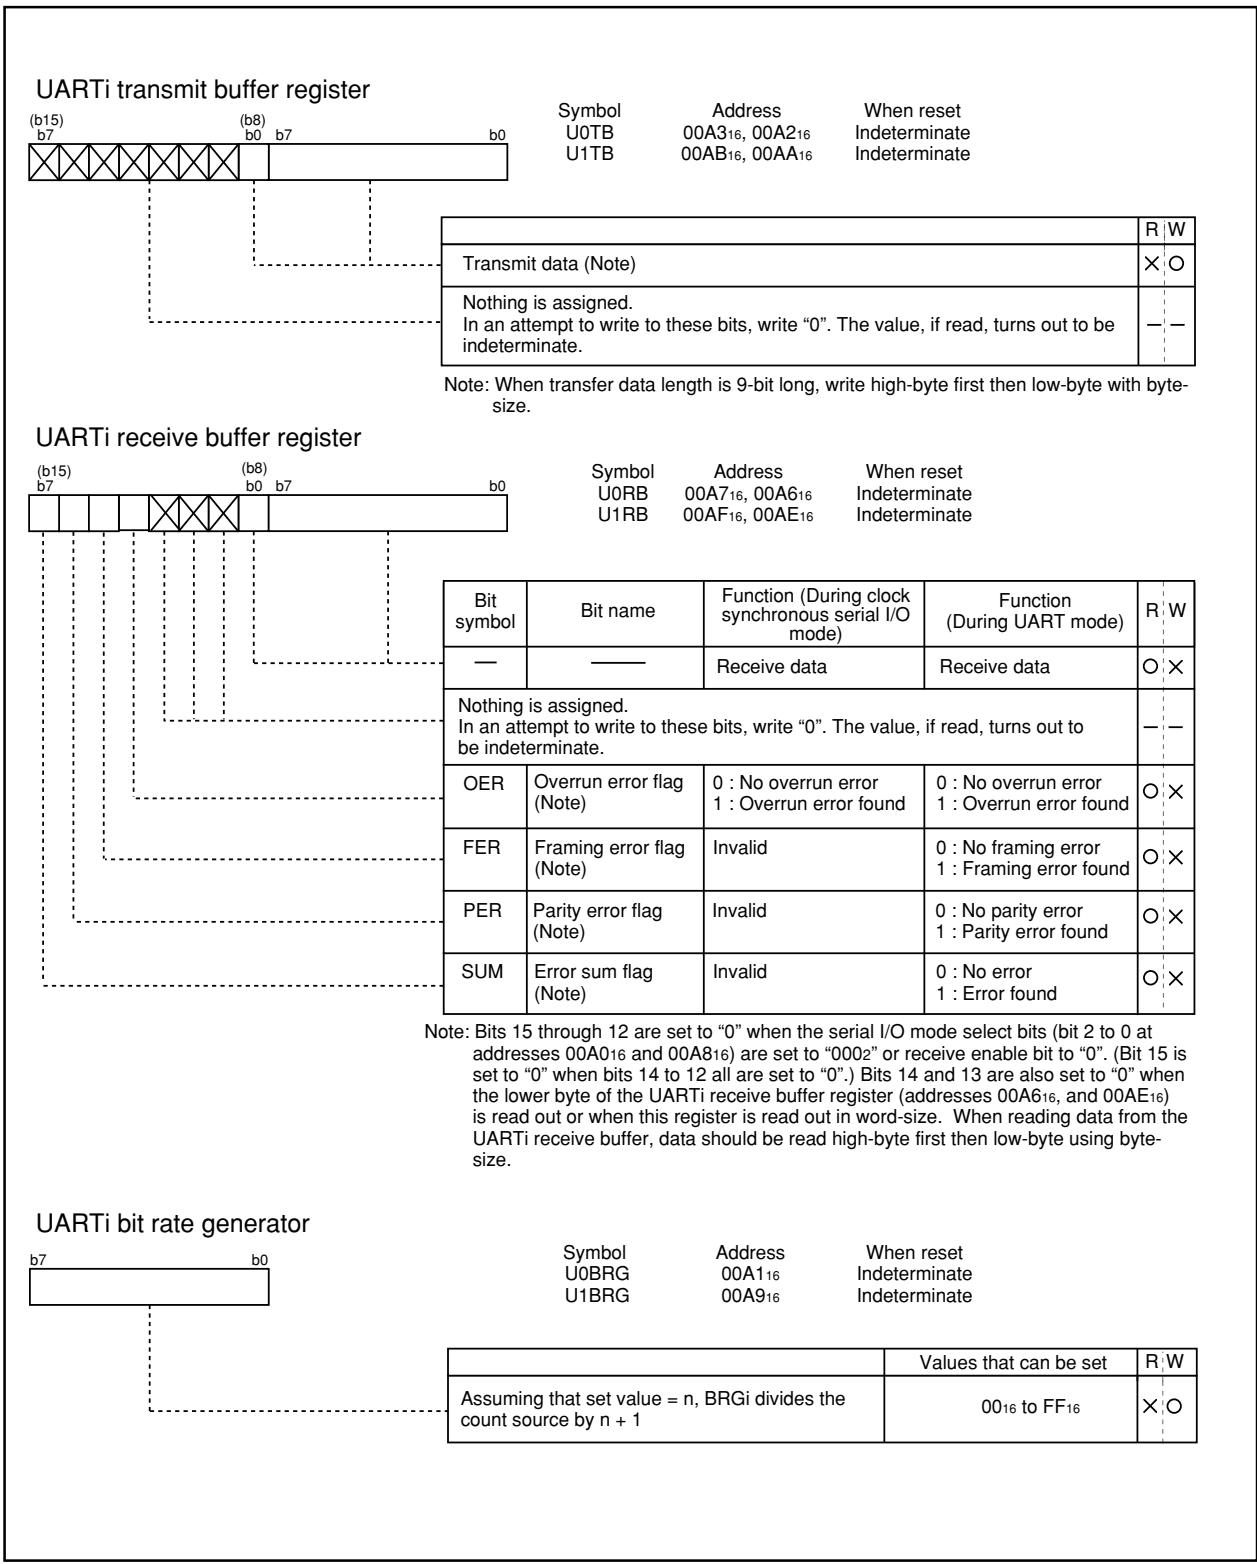 UARTi transmit buffer register
(b15) (b8)
b7 b0 b7 b0
Symbol Address When reset
U0TB 00A316, 00A216 Indeterminate
U1TB 00AB16, 00AA16 Indeterminate
R W
Transmit data (Note) × O
Nothing is assigned.
In an attempt to write to these bits, write “0”. The value, if read, turns out to be
indeterminate.
— —
Note: When transfer data length is 9-bit long, write high-byte first then low-byte with byte-
size.
UARTi receive buffer register
(b15) (b8)
b7 b0 b7 b0
Symbol Address When reset
U0RB 00A716, 00A616 Indeterminate
U1RB 00AF16, 00AE16 Indeterminate
Bit
symbol
Bit name
Function (During clock
synchronous serial I/O
mode)
Function
(During UART mode)
R W
— — Receive data Receive data O ×
Nothing is assigned.
In an attempt to write to these bits, write “0”. The value, if read, turns out to
be indeterminate.
— —
OER Overrun error flag 0 : No overrun error 0 : No overrun error O ×
(Note) 1 : Overrun error found 1 : Overrun error found
FER Framing error flag Invalid 0 : No framing error O ×
(Note) 1 : Framing error found
PER Parity error flag Invalid 0 : No parity error O ×
(Note) 1 : Parity error found
SUM Error sum flag Invalid 0 : No error O ×
(Note) 1 : Error found
Note: Bits 15 through 12 are set to “0” when the serial I/O mode select bits (bit 2 to 0 at
addresses 00A016 and 00A816) are set to “0002” or receive enable bit to “0”. (Bit 15 is
set to “0” when bits 14 to 12 all are set to “0”.) Bits 14 and 13 are also set to “0” when
the lower byte of the UARTi receive buffer register (addresses 00A616, and 00AE16)
is read out or when this register is read out in word-size. When reading data from the
UARTi receive buffer, data should be read high-byte first then low-byte using byte-
size.
UARTi bit rate generator
b7 b0
Symbol Address When reset
U0BRG 00A116 Indeterminate
U1BRG 00A916 Indeterminate
Values that can be set R W
Assuming that set value = n, BRGi divides the
count source by n + 1
0016 to FF16 × O